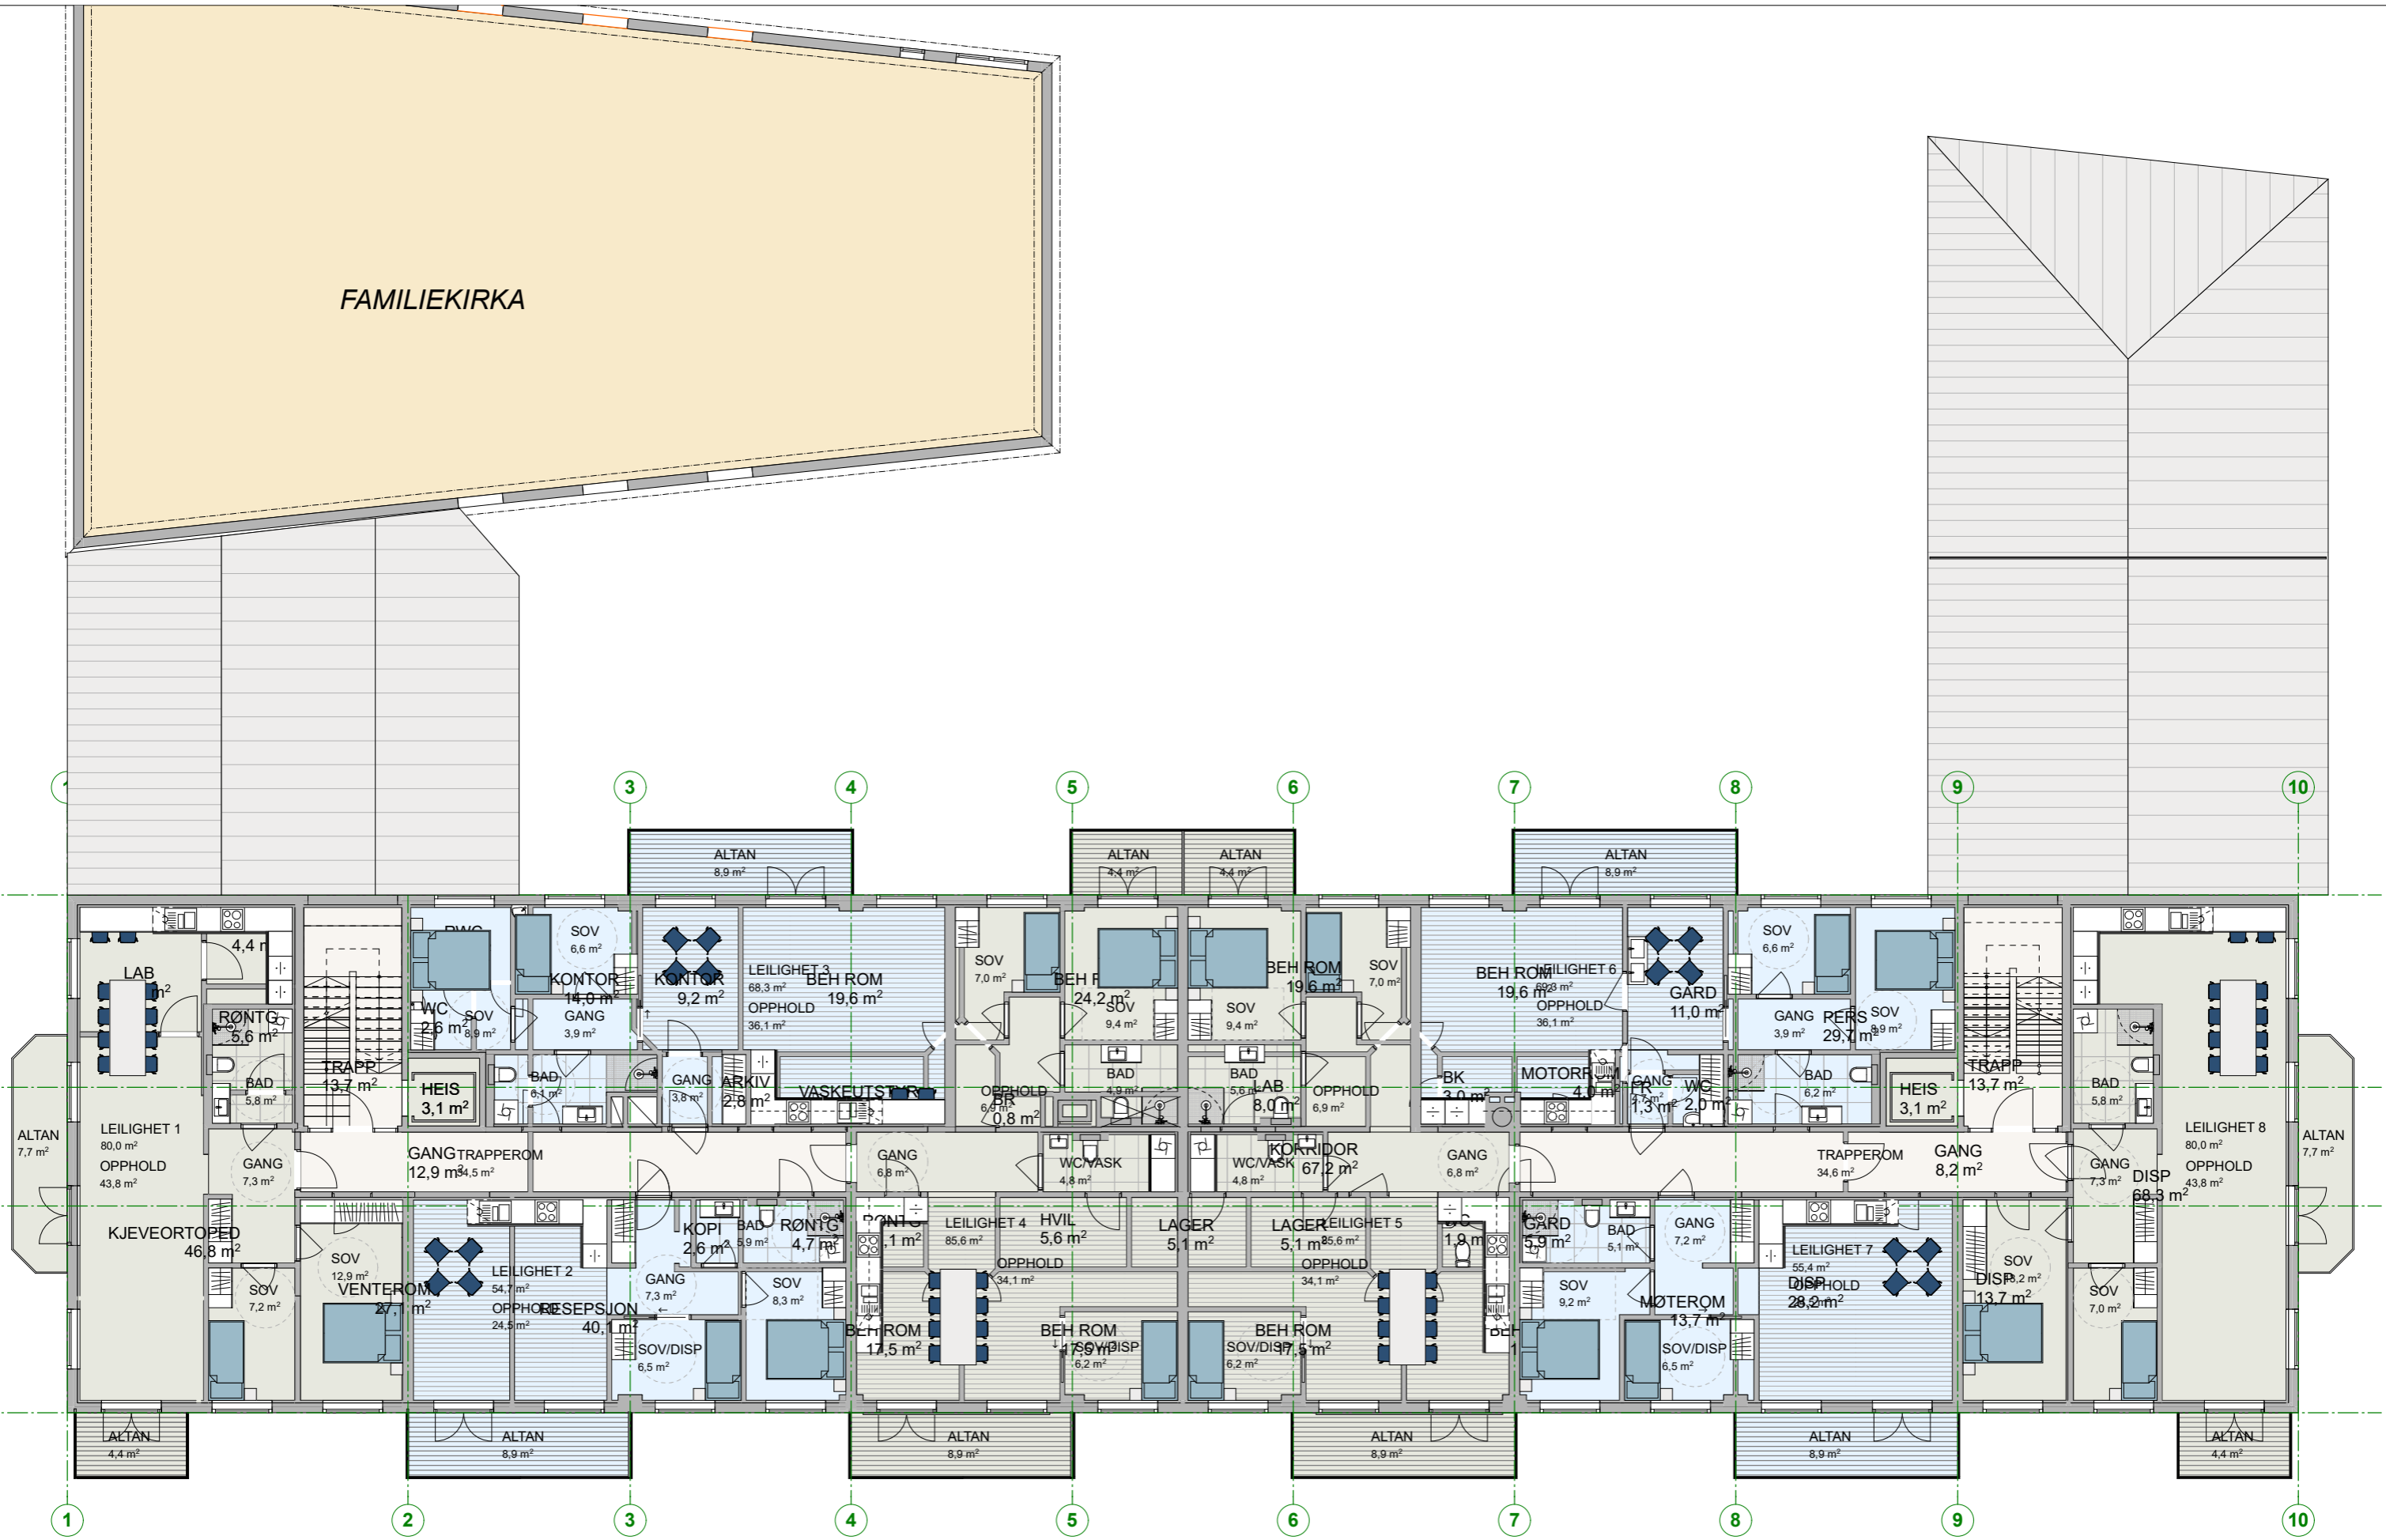 FAMILIEKIRKA
3
4
5
6
7
8
9
10
ALTAN
8,9 m²
ALTAN
4,4 m²
ALTAN
4,4 m²
ALTAN
8,9 m²
LAB
4,4
RØNTG
5,6 m²
BAD
5,8 m²
TRAPP
13,7 m²
WC
2,6 m²
SOV
8,9 m²
SOV
6,6 m²
KONTOR
14,0 m²
GANG
3,9 m²
KONTOR
9,2 m²
LEILIGHET 3
68,3 m²
OPPHOLD
36,1 m²
BEH ROM
19,6 m²
SOV
7,0 m²
24,2 m²
SOV
9,4 m²
SOV
9,4 m²
BEH ROM
19,6 m²
SOV
7,0 m²
BEH ROM
19,6 m²
LEILIGHET 6
OPPHOLD
36,1 m²
GARD
11,0 m²
SOV
6,6 m²
GANG
3,9 m²
PERS
29,7 m²
SOV
8,9 m²
TRAPP
13,7 m²
HEIS
3,1 m²
BAD
6,1 m²
GANG
3,8 m²
ARKIV
2,8 m²
VASKEUTSTYR
OPPHOLD
6,9 m²
BR
0,8 m²
BAD
4,9 m²
BAD
5,6 m²
LAB
8,0 m²
OPPHOLD
6,9 m²
BK
3,0 m²
MOTORROM
4,0 m²
GANG
FR
1,3 m²
WC
2,0 m²
BAD
6,2 m²
HEIS
3,1 m²
BAD
5,8 m²
ALTAN
7,7 m²
LEILIGHET 1
80,0 m²
OPPHOLD
43,8 m²
GANG
7,3 m²
GANG
12,9 m²
TRAPPEROM
GANG
6,8 m²
WC/VASK
4,8 m²
WC/VASK
4,8 m²
KORRIDOR
67,2 m²
GANG
6,8 m²
TRAPPEROM
34,6 m²
GANG
8,2 m²
GANG
7,3 m²
DISP
68,3 m²
LEILIGHET 8
80,0 m²
OPPHOLD
43,8 m²
ALTAN
7,7 m²
KJEVEORTOPED
46,8 m²
SOV
7,2 m²
SOV
12,9 m²
VENTEROM
27,1 m²
LEILIGHET 2
54,7 m²
OPPHOLD
24,5 m²
RESEPSJON
40,1 m²
GANG
7,3 m²
KOPI
2,6 m²
BAD
5,9 m²
RØNTG
4,7 m²
SOV
8,3 m²
SOV/DISP
6,5 m²
LEILIGHET 4
85,6 m²
HVIL
5,6 m²
OPPHOLD
34,1 m²
LAGER
5,1 m²
LAGER
5,1 m²
LEILIGHET 5
85,6 m²
OPPHOLD
34,1 m²
1,9 m²
BEH ROM
17,5 m²
BEH ROM
17,5 m²
SOV/DISP
6,2 m²
BEH ROM
17,5 m²
SOV/DISP
6,2 m²
GARD
5,9 m²
BAD
5,1 m²
GANG
7,2 m²
SOV
9,2 m²
MØTEROM
13,7 m²
SOV/DISP
6,5 m²
LEILIGHET 7
55,4 m²
DISP
28,2 m²
OPPHOLD
SOV
DISP
13,7 m²
SOV
7,0 m²
ALTAN
4,4 m²
ALTAN
8,9 m²
ALTAN
8,9 m²
ALTAN
8,9 m²
ALTAN
8,9 m²
ALTAN
4,4 m²
1
2
3
4
5
6
7
8
9
10